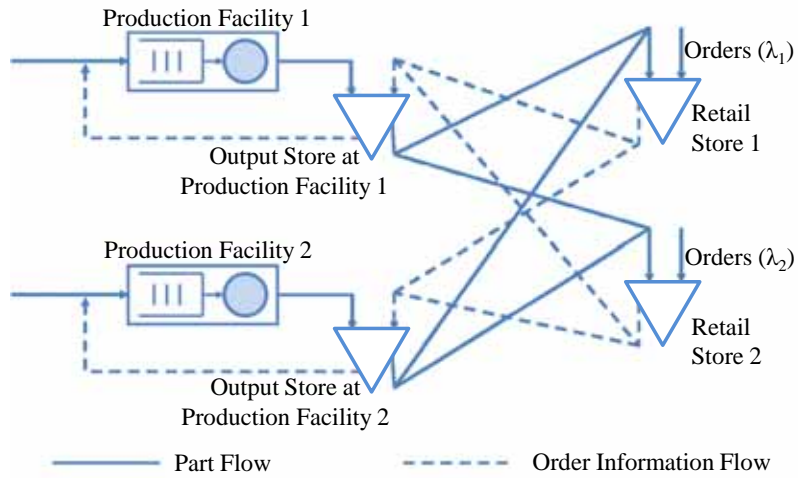 Production Facility 1
Orders (λ1)
Retail
Store 1
Output Store at
Production Facility 1
Production Facility 2
Orders (λ2)
Retail
Store 2
Output Store at
Production Facility 2
Part Flow
Order Information Flow